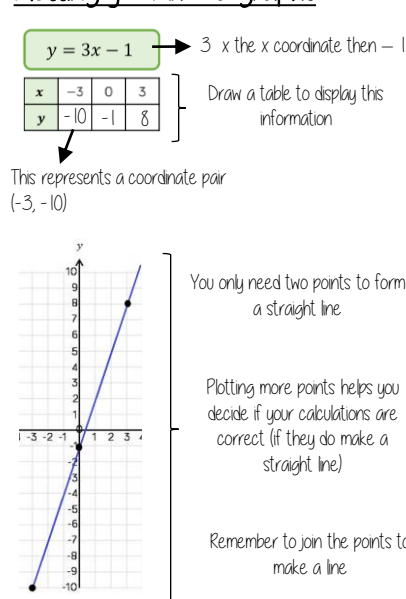 y = 3x − 1
3 x the x coordinate then − 1
x −3 0 3
y -10 -1 8
Draw a table to display this
information
This represents a coordinate pair
(-3, -10)
y
You only need two points to form
a straight line
Plotting more points helps you
decide if your calculations are
correct (if they do make a
straight line)
Remember to join the points to
make a line
10
9
8
7
6
5
4
3
2
1
0
-3 -2 -1 1 2 3
-2
-3
-4
-5
-6
-7
-8
-9
-10